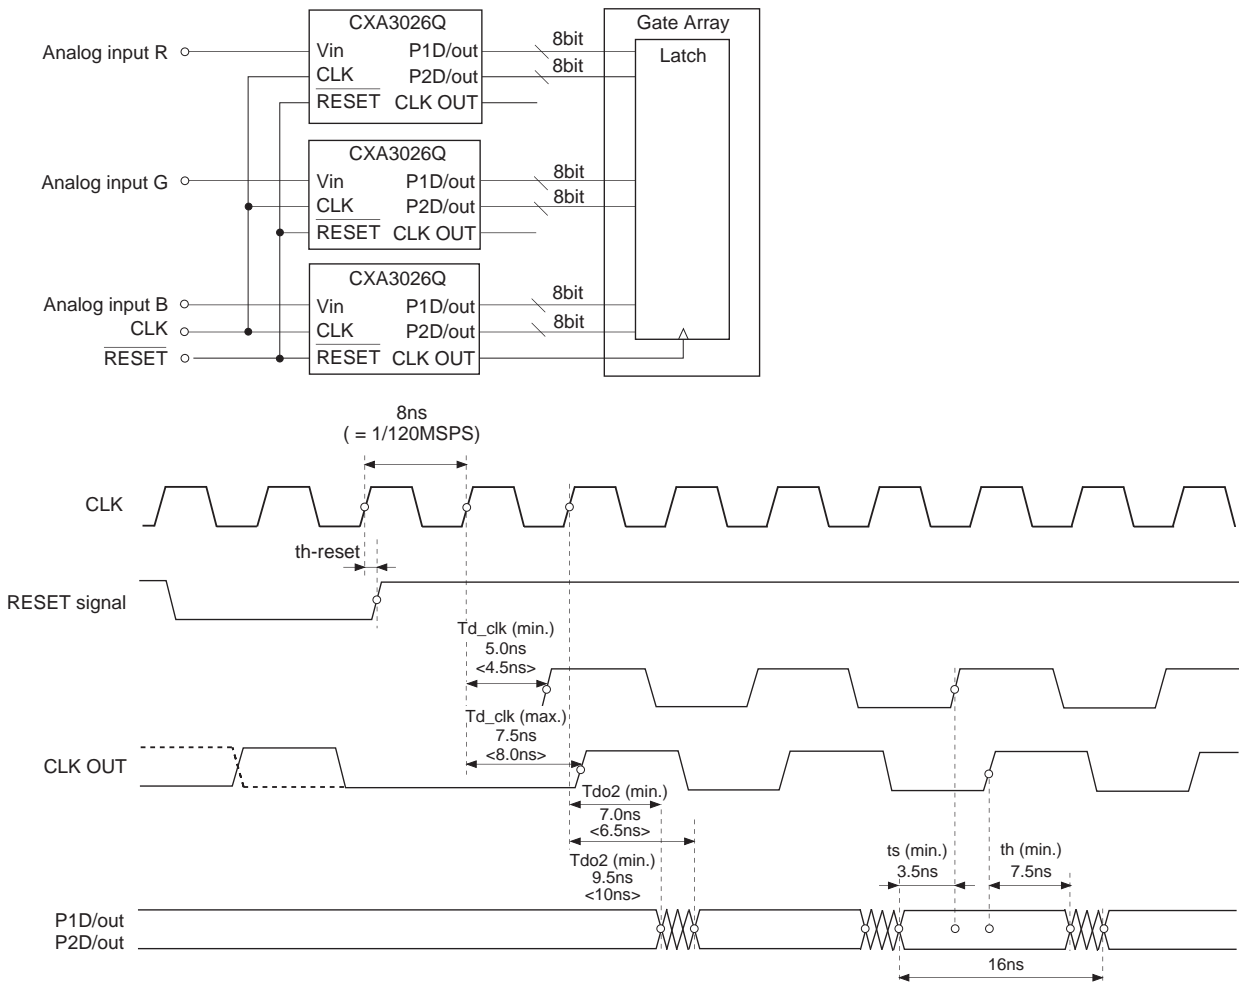 CXA3026Q
Gate Array
Analog input R
Vin
P1D/out
8bit
Latch
CLK
P2D/out
8bit
RESET
CLK OUT
CXA3026Q
Analog input G
Vin
P1D/out
8bit
CLK
P2D/out
8bit
RESET
CLK OUT
CXA3026Q
Analog input B
Vin
P1D/out
8bit
CLK
CLK
P2D/out
8bit
RESET
RESET
CLK OUT
8ns
( = 1/120MSPS)
CLK
th-reset
RESET signal
Td_clk (min.)
5.0ns
<4.5ns>
Td_clk (max.)
7.5ns
<8.0ns>
CLK OUT
Tdo2 (min.)
7.0ns
<6.5ns>
Tdo2 (min.)
9.5ns
<10ns>
ts (min.)
3.5ns
th (min.)
7.5ns
P1D/out
P2D/out
16ns